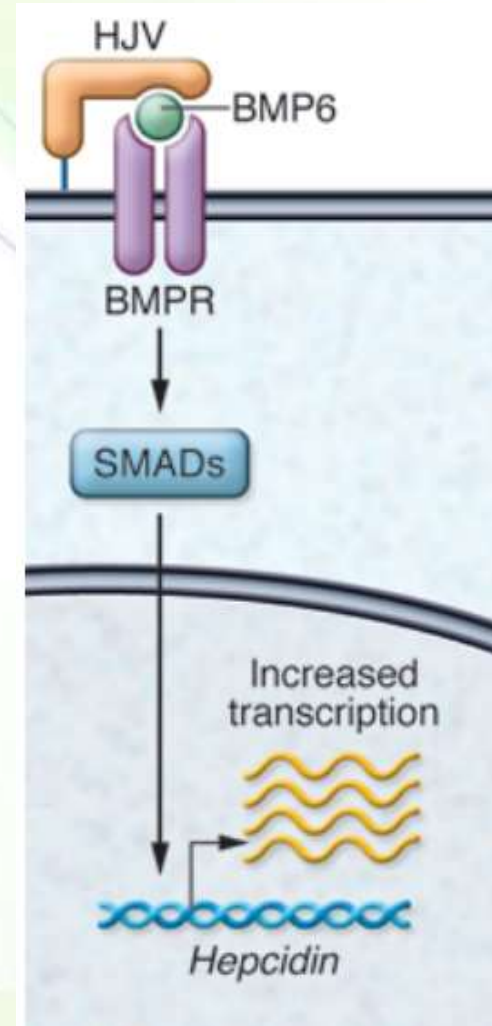 HJV
BMP6
BMPR
SMADs
Increased
transcription
Hepcidin